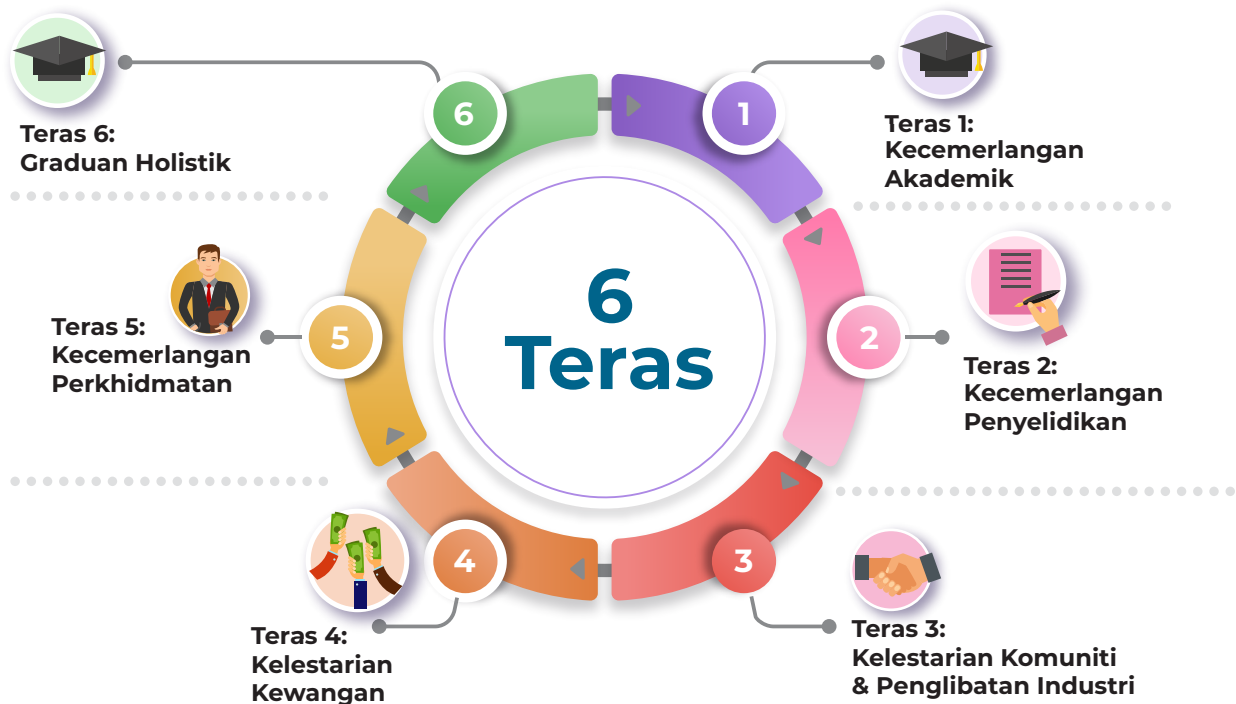 6
Teras
1
Teras 1:
Kecemerlangan
Akademik
2
Teras 2:
Kecemerlangan
Penyelidikan
3
Teras 3:
Kelestarian Komuniti
& Penglibatan Industri
4
Teras 4:
Kelestarian
Kewangan
5
Teras 5:
Kecemerlangan
Perkhidmatan
6
Teras 6:
Graduan Holistik